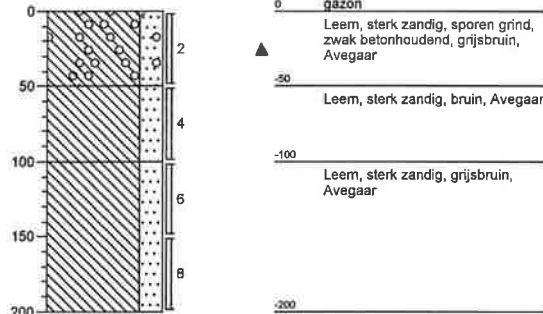 0
50
100
150
200
2
4
6
8
0 gazon
Leem, sterk zandig, sporen grind,
zwak betonhoudend, grijsbruin,
Avegaar
-50
Leem, sterk zandig, bruin, Avegaar
-100
Leem, sterk zandig, grijsbruin,
Avegaar
-200